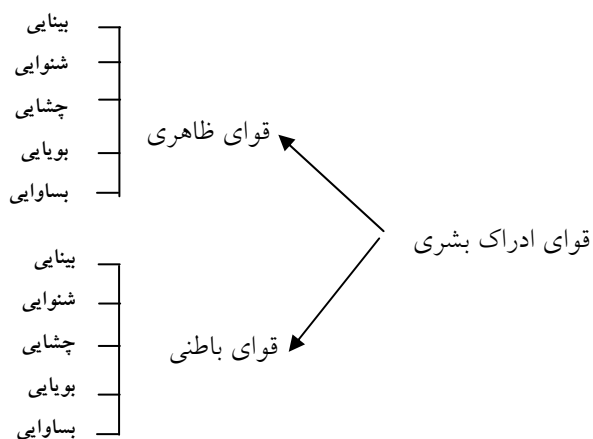 قوای ادراک بشری
قوای ظاهری
بینایی
شنوایی
چشایی
بویایی
بساوایی
قوای باطنی
بینایی
شنوایی
چشایی
بویایی
بساوایی